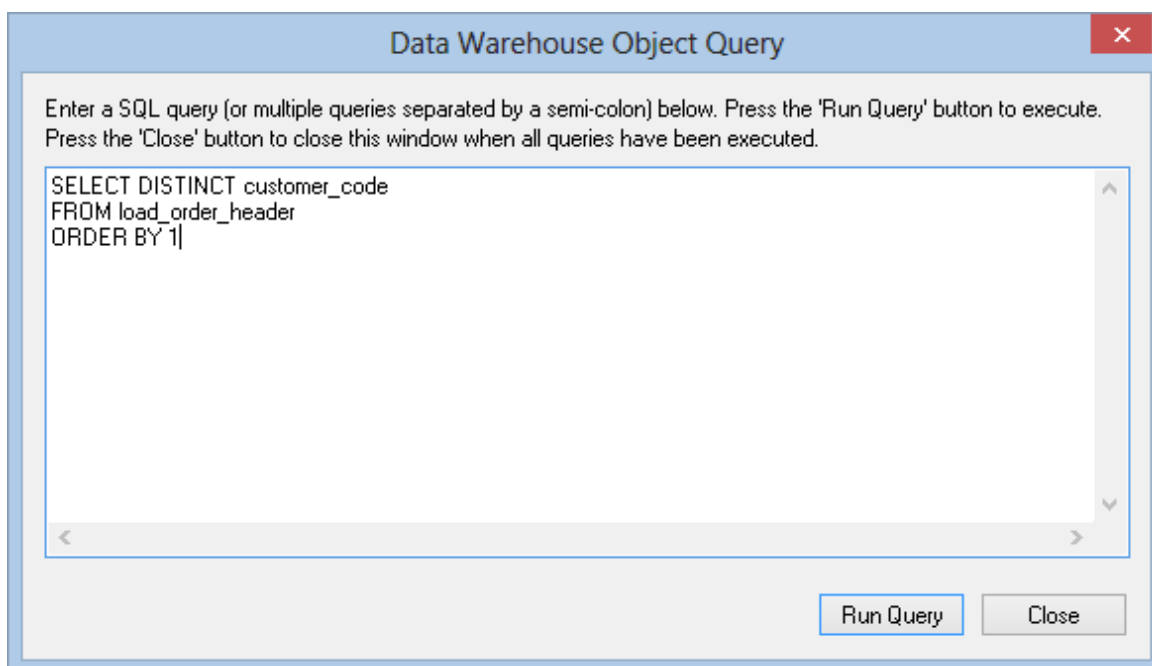 Data Warehouse Object Query
Enter a SQL query (or multiple queries separated by a semi-colon) below. Press the 'Run Query' button to execute.
Press the 'Close' button to close this window when all queries have been executed.
SELECT DISTINCT customer_code
FROM load_order_header
ORDER BY 1
Run Query Close